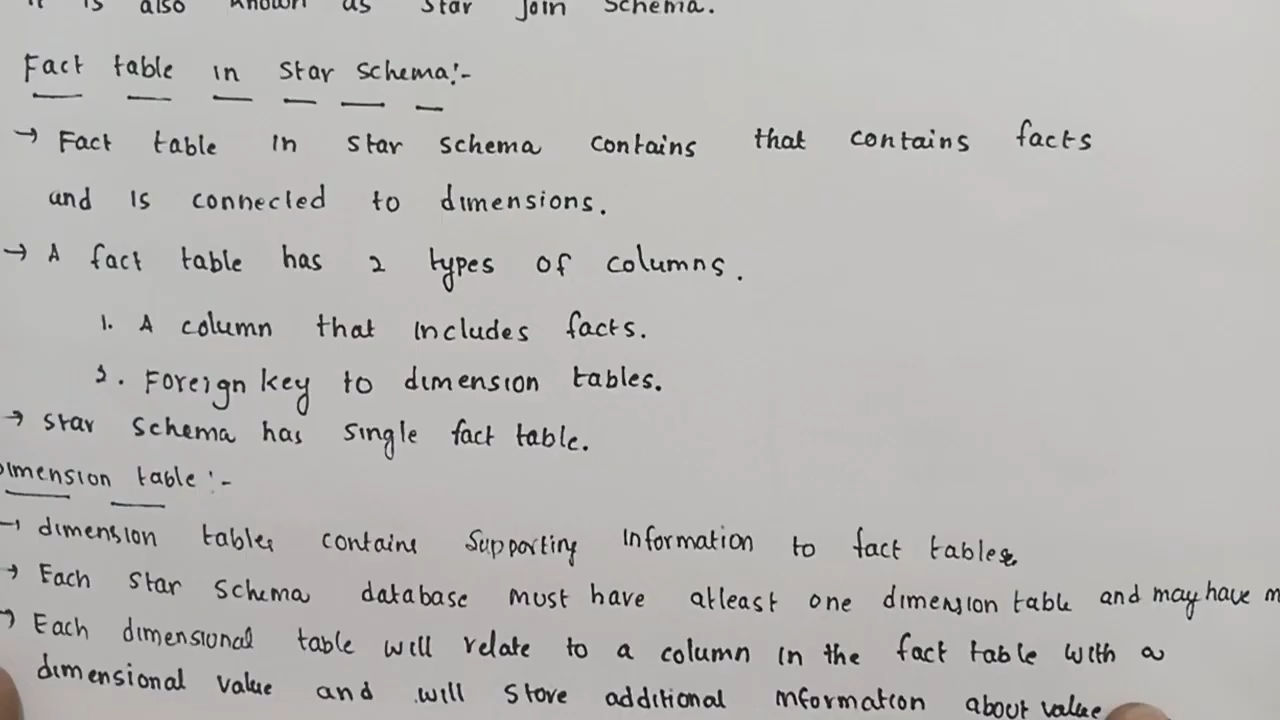 It is also known as star join schema.
Fact table in star schema:-
→ Fact table in star schema contains that contains facts
and is connected to dimensions.
→ A fact table has 2 types of columns.
1. A column that includes facts.
2. Foreign key to dimension tables.
→ star schema has single fact table.
Dimension table:-
→ dimension tables contains supporting information to fact tables
→ Each star schema database must have atleast one dimension table and may have
→ Each dimensional table will relate to a column in the fact table with a
dimensional value and will store additional information about value